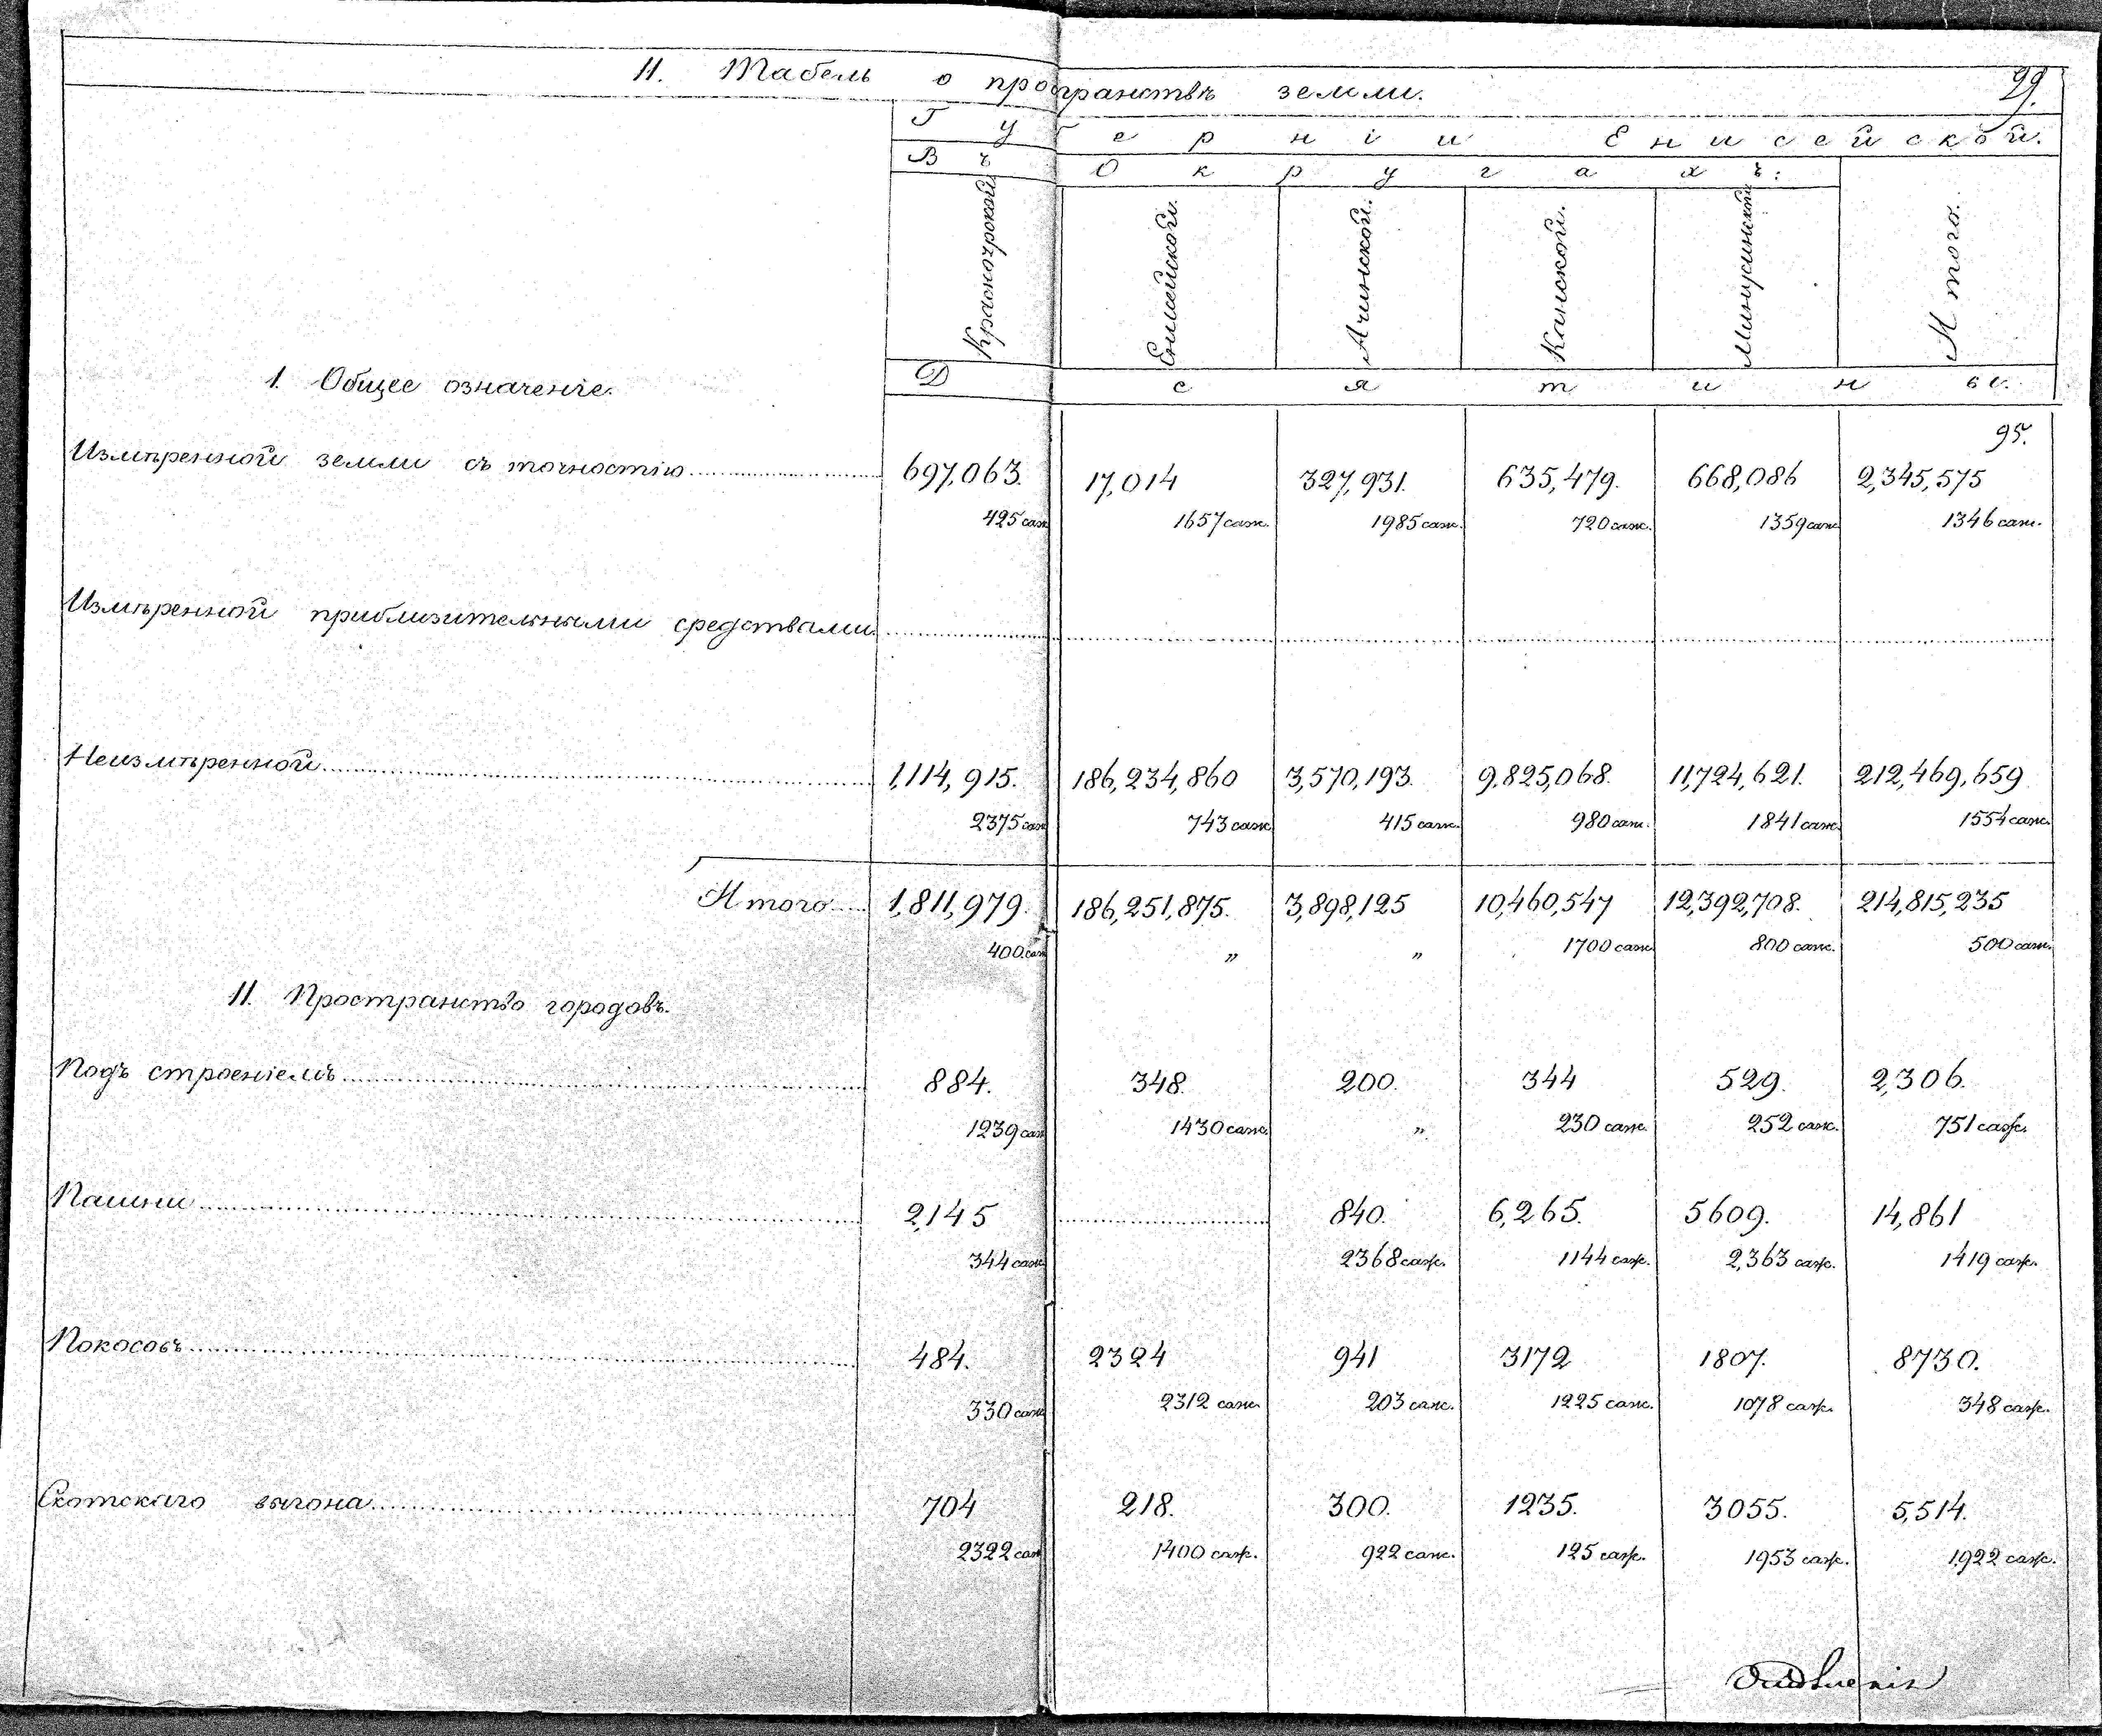 II. Табель о пространствѣ земли.
99.
Губерніи Енисейской.
Въ Округахъ:
Красноярской. Енисейской. Ачинской. Канской. Минусинской. Итого.
1. Общее означеніе.
Десятины.
95.
Измѣренной земли съ точностію 697,063. 17,014 327,931. 635,479. 668,086 2,345,575
425 саж. 1657 саж. 1985 саж. 720 саж. 1359 саж. 1346 саж.
Измѣренной приблизительными средствами
Неизмѣренной 1,114,915. 186,234,860 3,570,193. 9,825,068. 11,724,621. 212,469,659
2375 саж. 743 саж. 415 саж. 980 саж. 1841 саж. 1554 саж.
Итого 1,811,979. 186,251,875. 3,898,125 10,460,547 12,392,708. 214,815,235
400 саж. " " 1700 саж. 800 саж. 500 саж.
II. Пространство городовъ.
Подъ строеніемъ 884. 348. 200. 344 529. 2,306.
1239 саж. 1430 саж. " 230 саж. 252 саж. 751 саж.
Пашни 2,145 840. 6,265. 5609. 14,861
344 саж. 2368 саж. 1144 саж. 2,363 саж. 1419 саж.
Покосовъ 484. 2324 941 3172 1807. 8730.
330 саж. 2312 саж. 203 саж. 1225 саж. 1078 саж. 348 саж.
Скотскаго выгона 704 218. 300. 1235. 3055. 5,514.
2322 саж. 1400 саж. 922 саж. 125 саж. 1953 саж. 1922 саж.